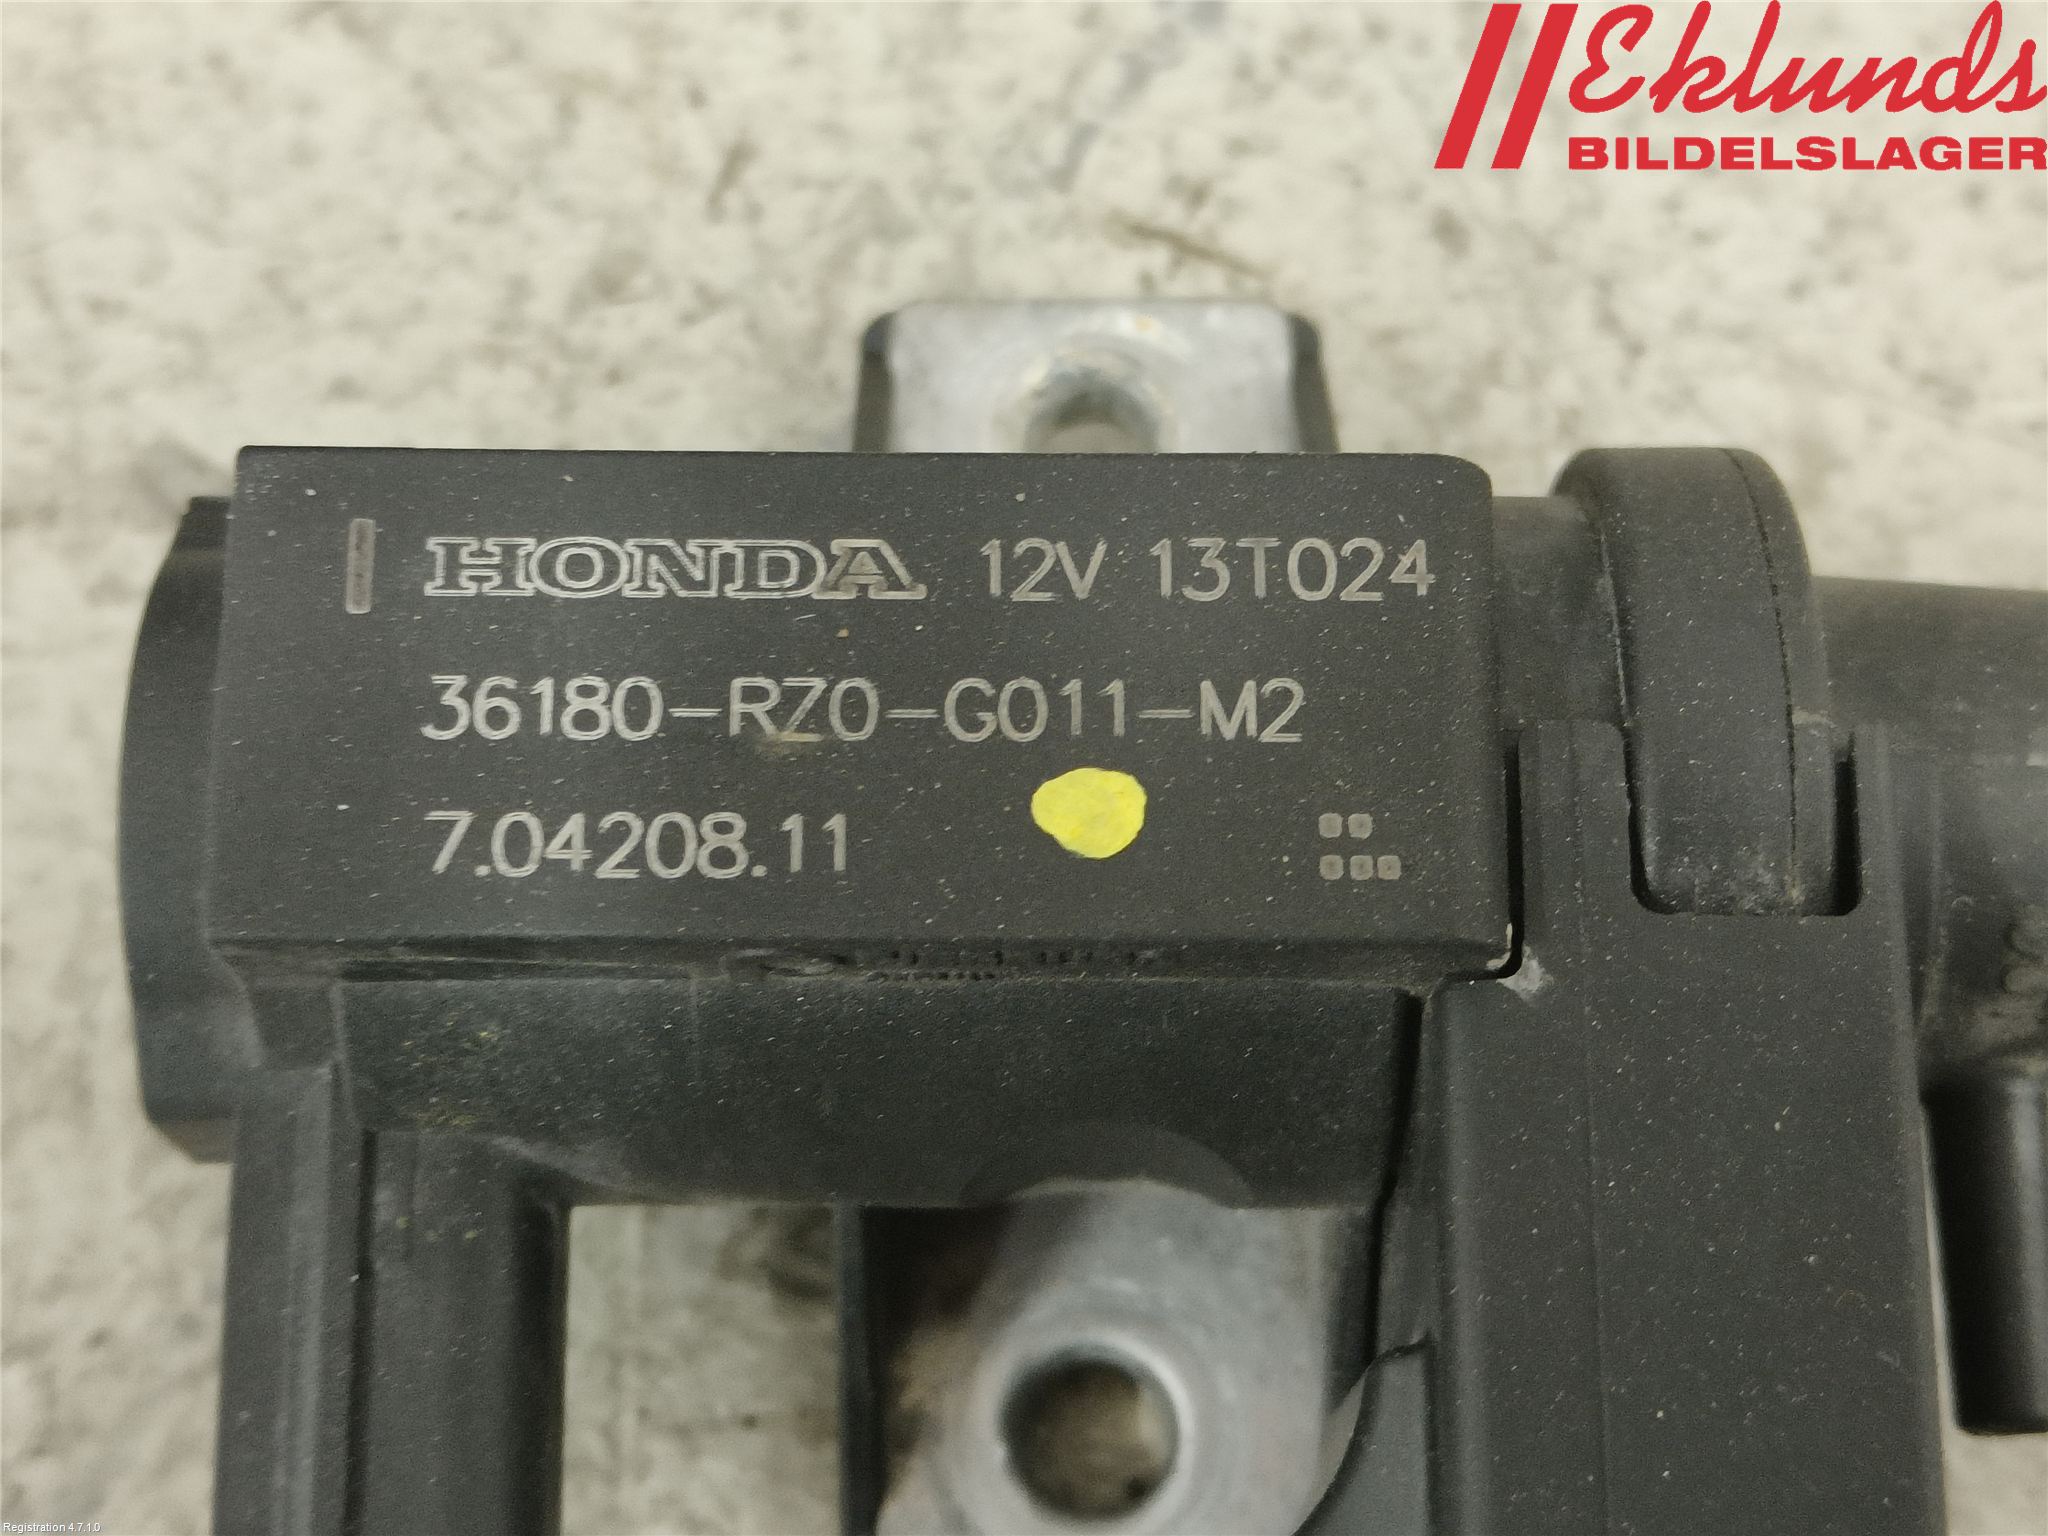 Eklunds
BILDELSLAGER
HONDA 12V 13T024
36180-RZ0-G011-M2
7.04208.11
Registration 4.7.1.0